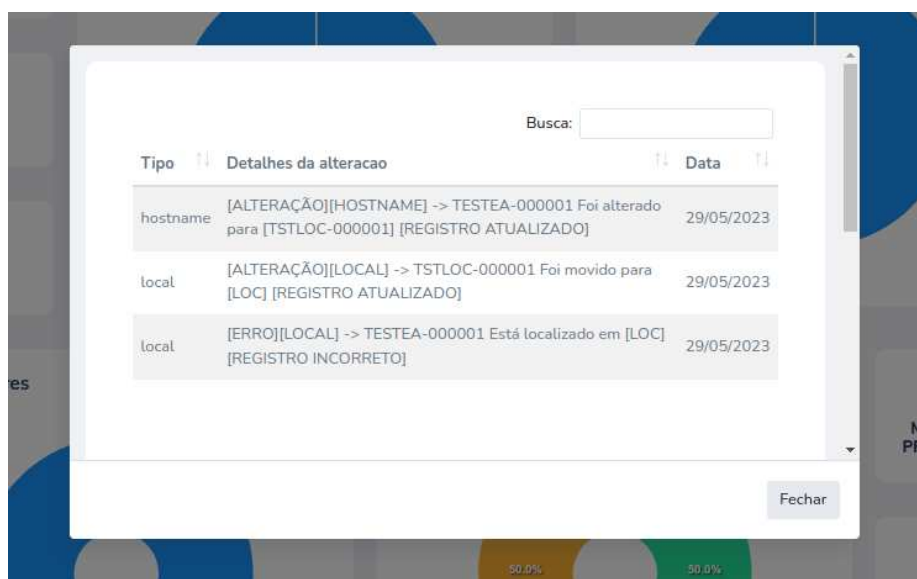 Busca:
Tipo Detalhes da alteracao Data
hostname [ALTERAÇÃO][HOSTNAME] -> TESTEA-000001 Foi alterado para [TSTLOC-000001] [REGISTRO ATUALIZADO] 29/05/2023
local [ALTERAÇÃO][LOCAL] -> TSTLOC-000001 Foi movido para [LOC] [REGISTRO ATUALIZADO] 29/05/2023
local [ERRO][LOCAL] -> TESTEA-000001 Está localizado em [LOC] [REGISTRO INCORRETO] 29/05/2023
es
Fechar
50.0% 50.0%